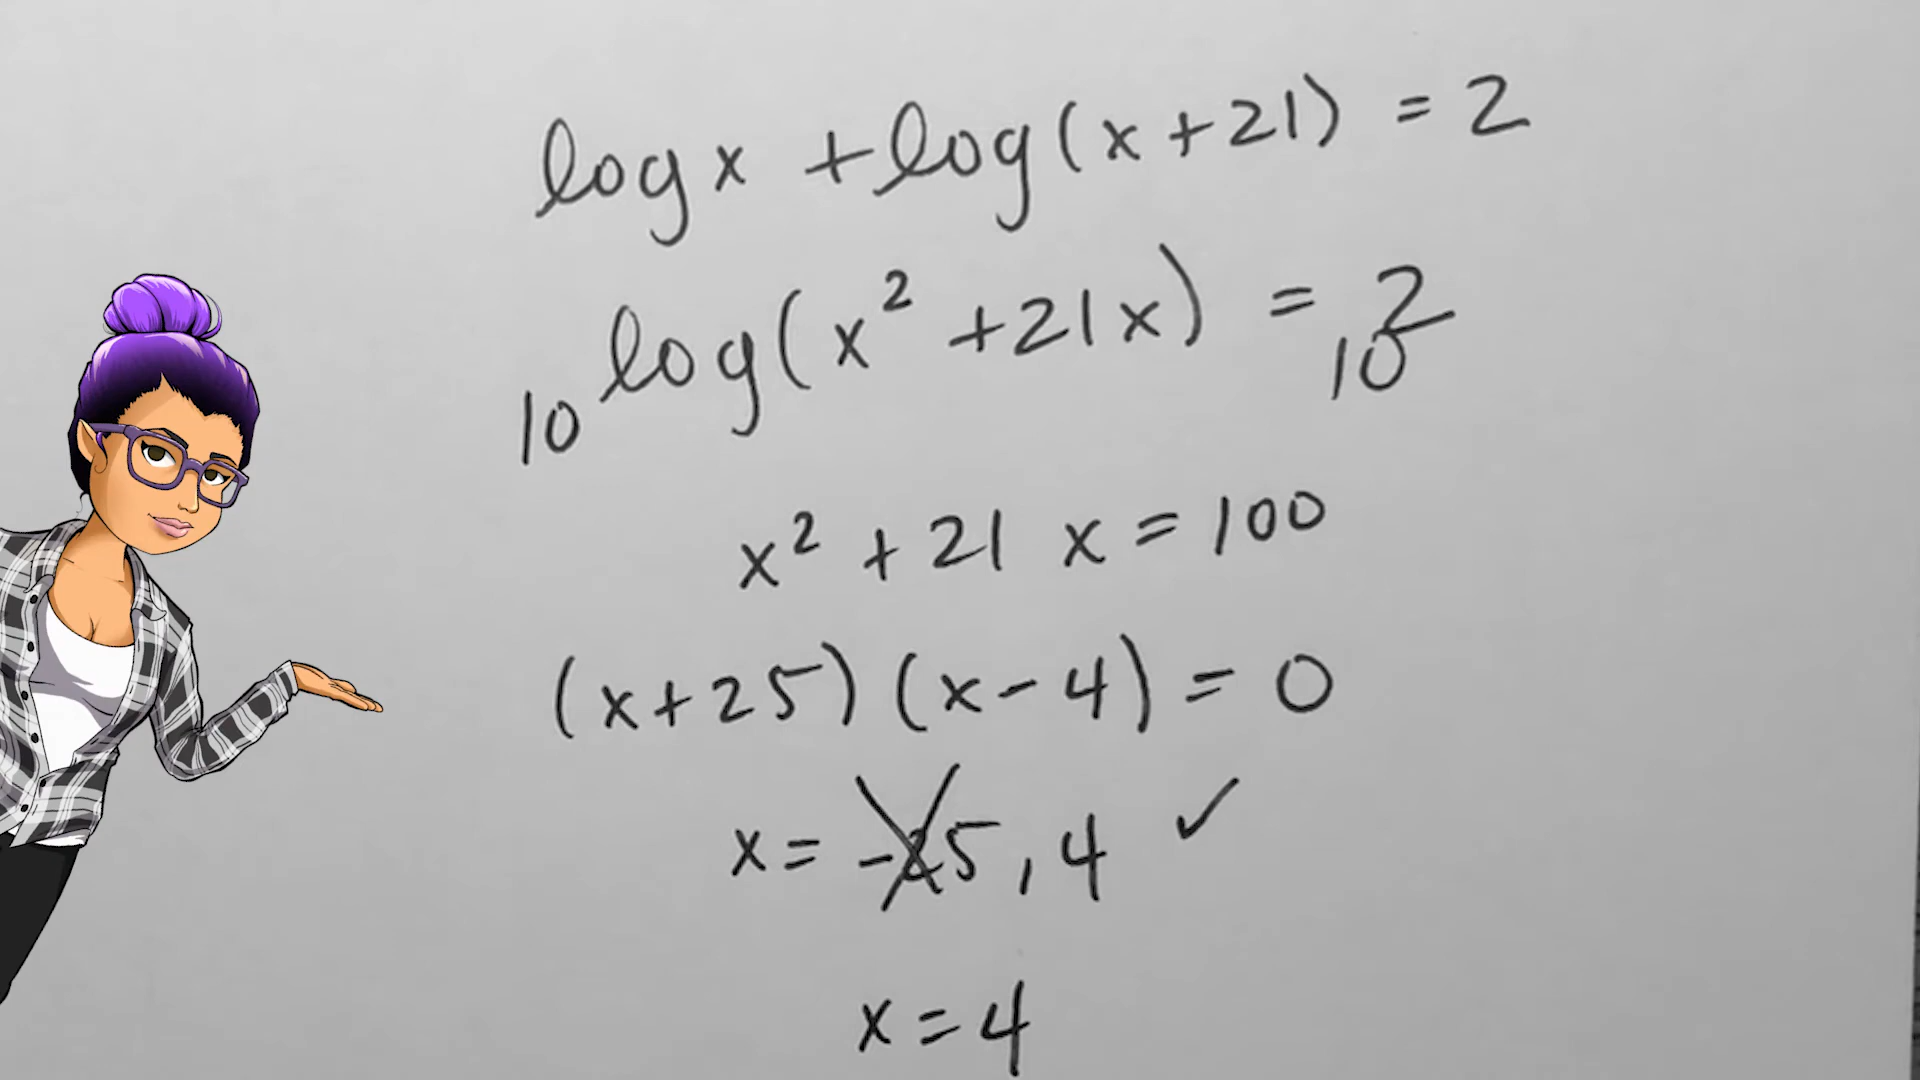 log x + log(x+21) = 2
10^log(x² + 21x) = 10^2
x² + 21 x = 100
(x+25)(x-4) = 0
x = -25, 4 ✓
x = 4